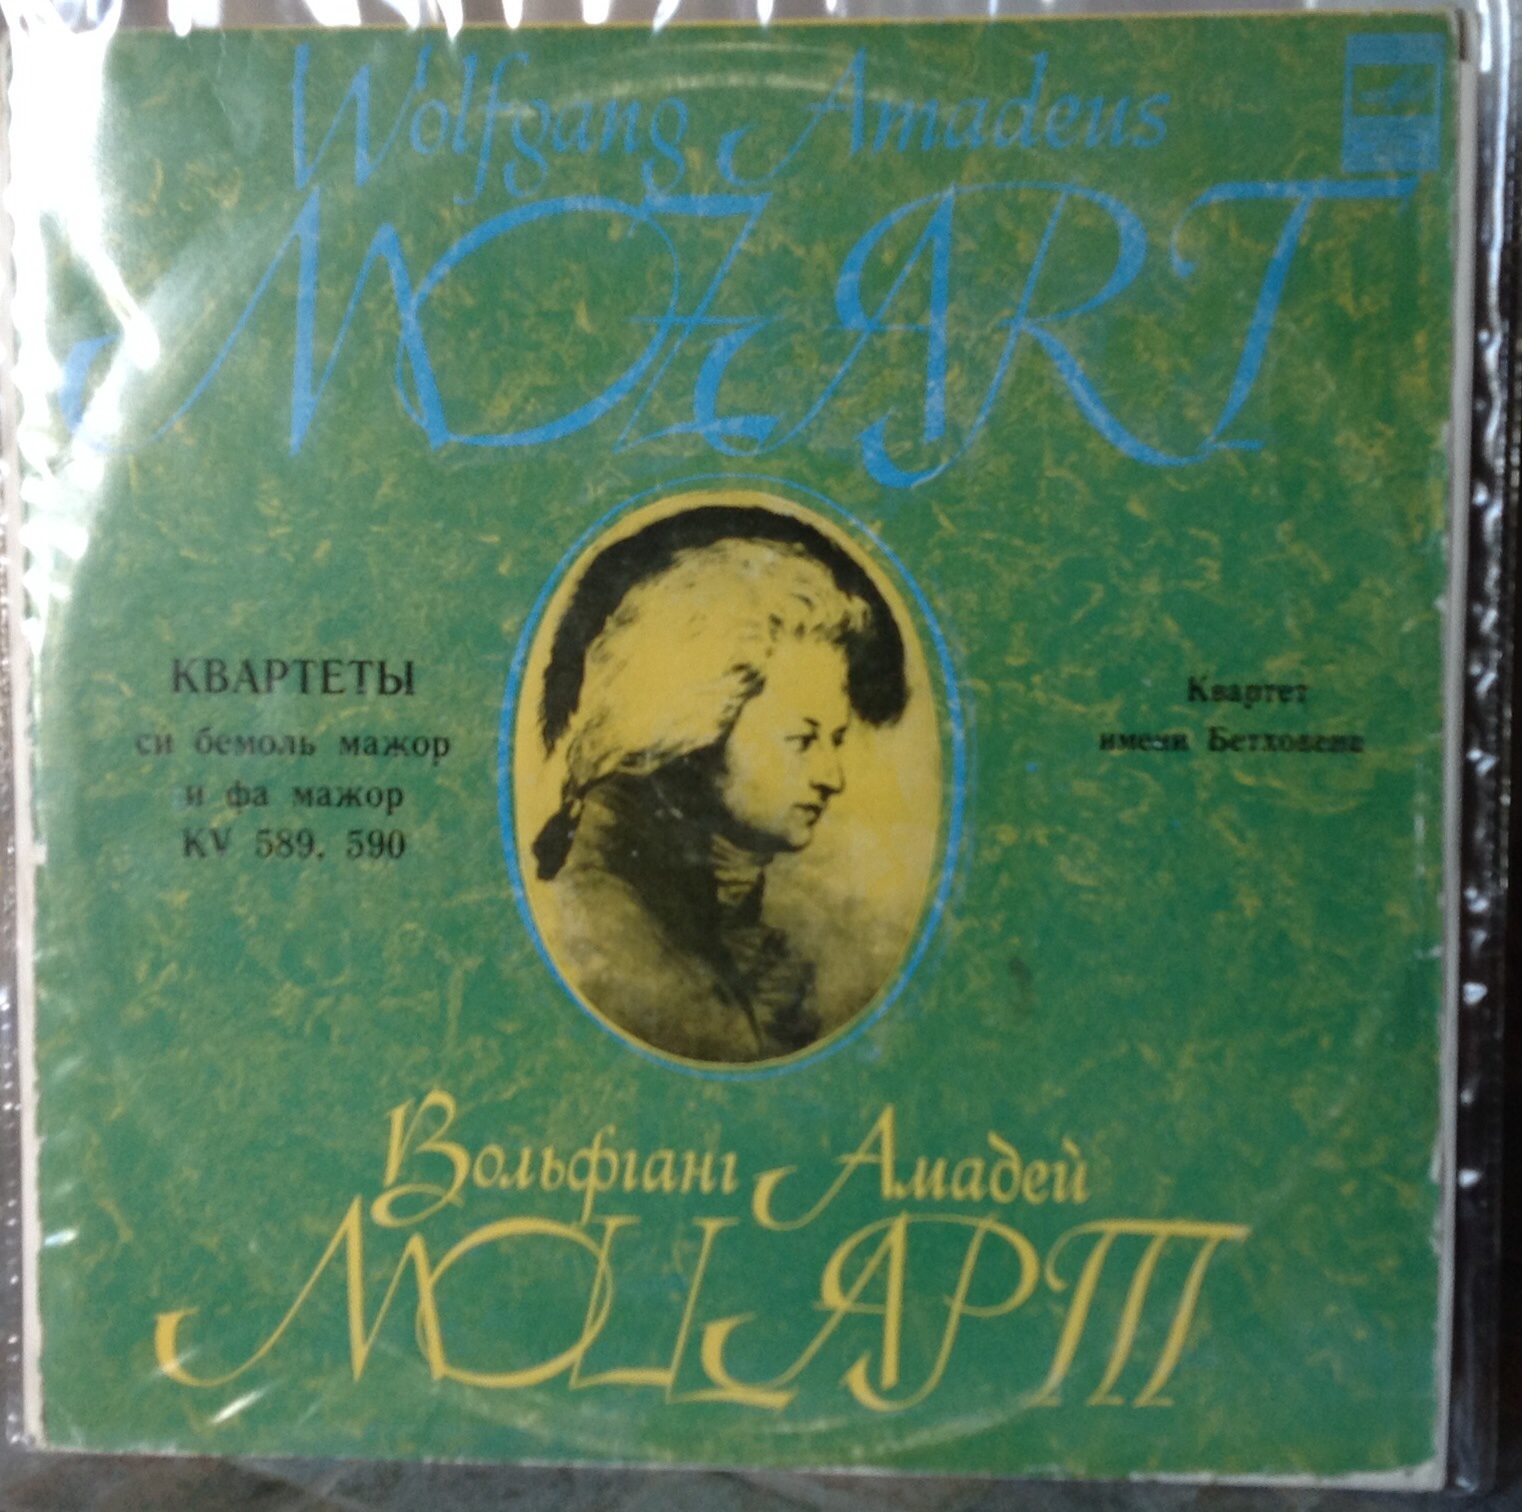 Wolfgang Amadeus
MOZART
КВАРТЕТЫ
си бемоль мажор
и фа мажор
KV 589. 590
Квартет
имени Бетховена
Вольфганг Амадей
МОЦАРТ